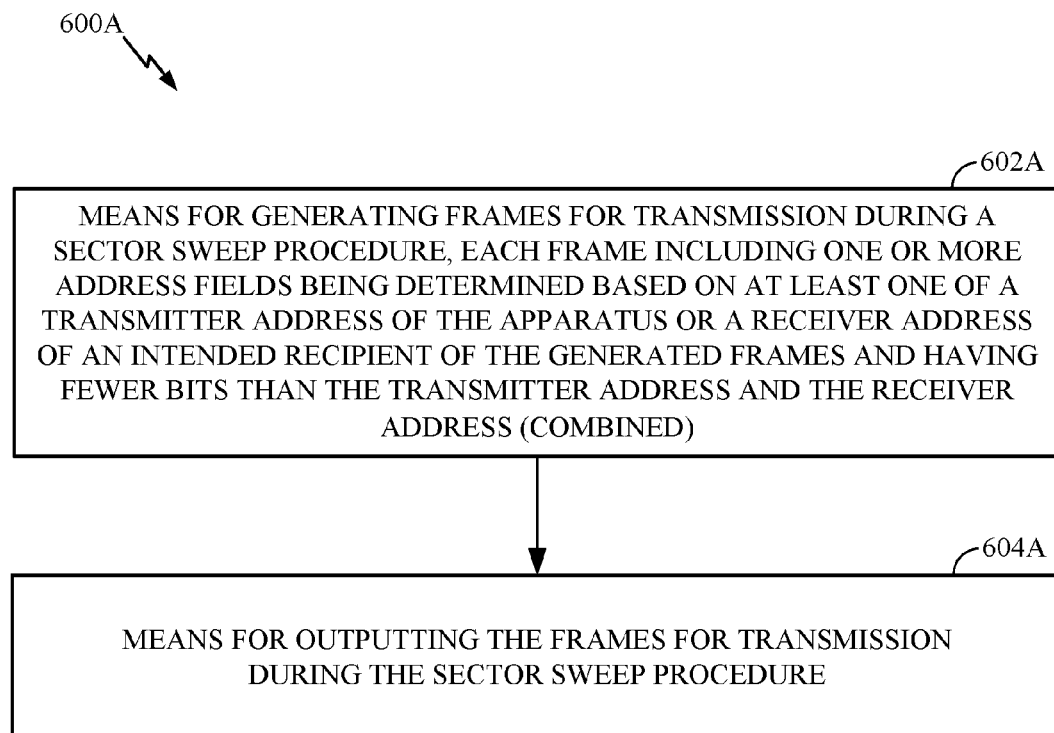 600A
602A
MEANS FOR GENERATING FRAMES FOR TRANSMISSION DURING A
SECTOR SWEEP PROCEDURE, EACH FRAME INCLUDING ONE OR MORE
ADDRESS FIELDS BEING DETERMINED BASED ON AT LEAST ONE OF A
TRANSMITTER ADDRESS OF THE APPARATUS OR A RECEIVER ADDRESS
OF AN INTENDED RECIPIENT OF THE GENERATED FRAMES AND HAVING
FEWER BITS THAN THE TRANSMITTER ADDRESS AND THE RECEIVER
ADDRESS (COMBINED)
604A
MEANS FOR OUTPUTTING THE FRAMES FOR TRANSMISSION
DURING THE SECTOR SWEEP PROCEDURE